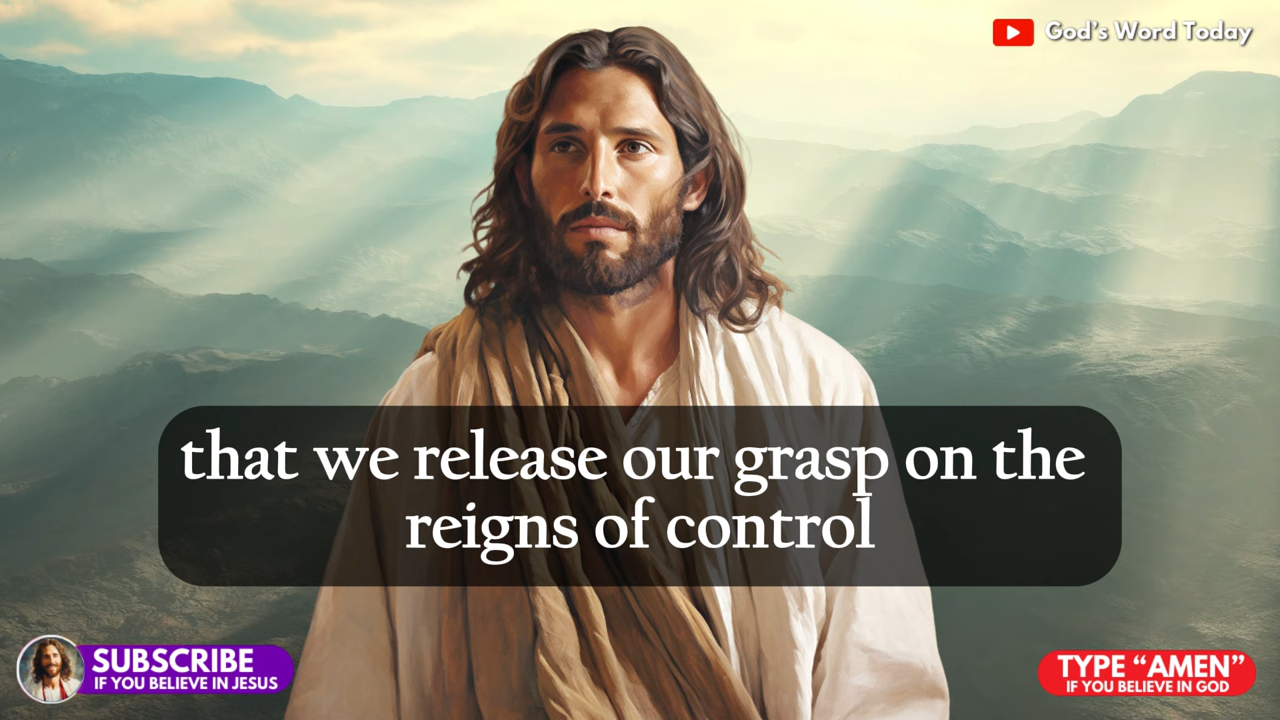 God's Word Today
that we release our grasp on the
reigns of control
SUBSCRIBE
IF YOU BELIEVE IN JESUS
TYPE “AMEN”
IF YOU BELIEVE IN GOD